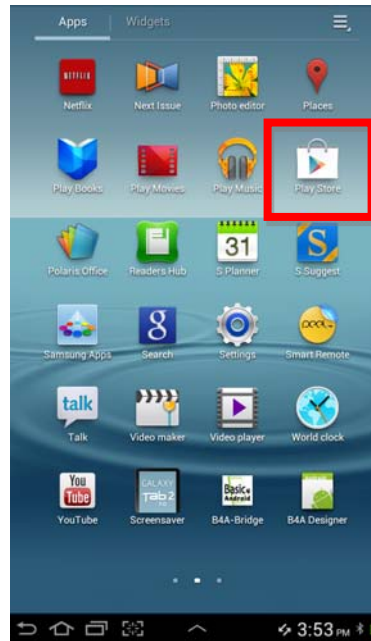 Apps Widgets
NETFLIX
Netflix Next Issue Photo editor Places
Play Books Play Movies Play Music Play Store
31
S
Polaris Office Readers Hub S Planner S Suggest
8
Samsung Apps Search Settings Smart Remote
talk
Talk Video maker Video player World clock
You
Tube
GALAXY
Tab 2
Basic4
Android
YouTube Screensaver B4A-Bridge B4A Designer
3:53 PM